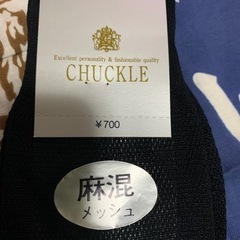 Excellent personality & fashionable quality
CHUCKLE
¥700
麻混
メッシュ